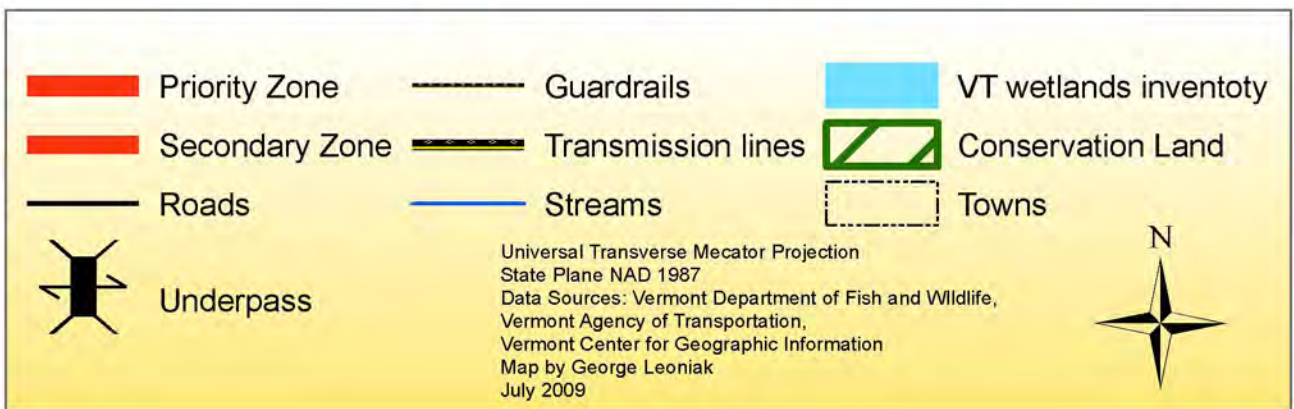 Priority Zone
Guardrails
VT wetlands inventoty
Secondary Zone
Transmission lines
Conservation Land
Roads
Streams
Towns
Underpass
Universal Transverse Mecator Projection
State Plane NAD 1987
Data Sources: Vermont Department of Fish and WIldlife,
Vermont Agency of Transportation,
Vermont Center for Geographic Information
Map by George Leoniak
July 2009
N